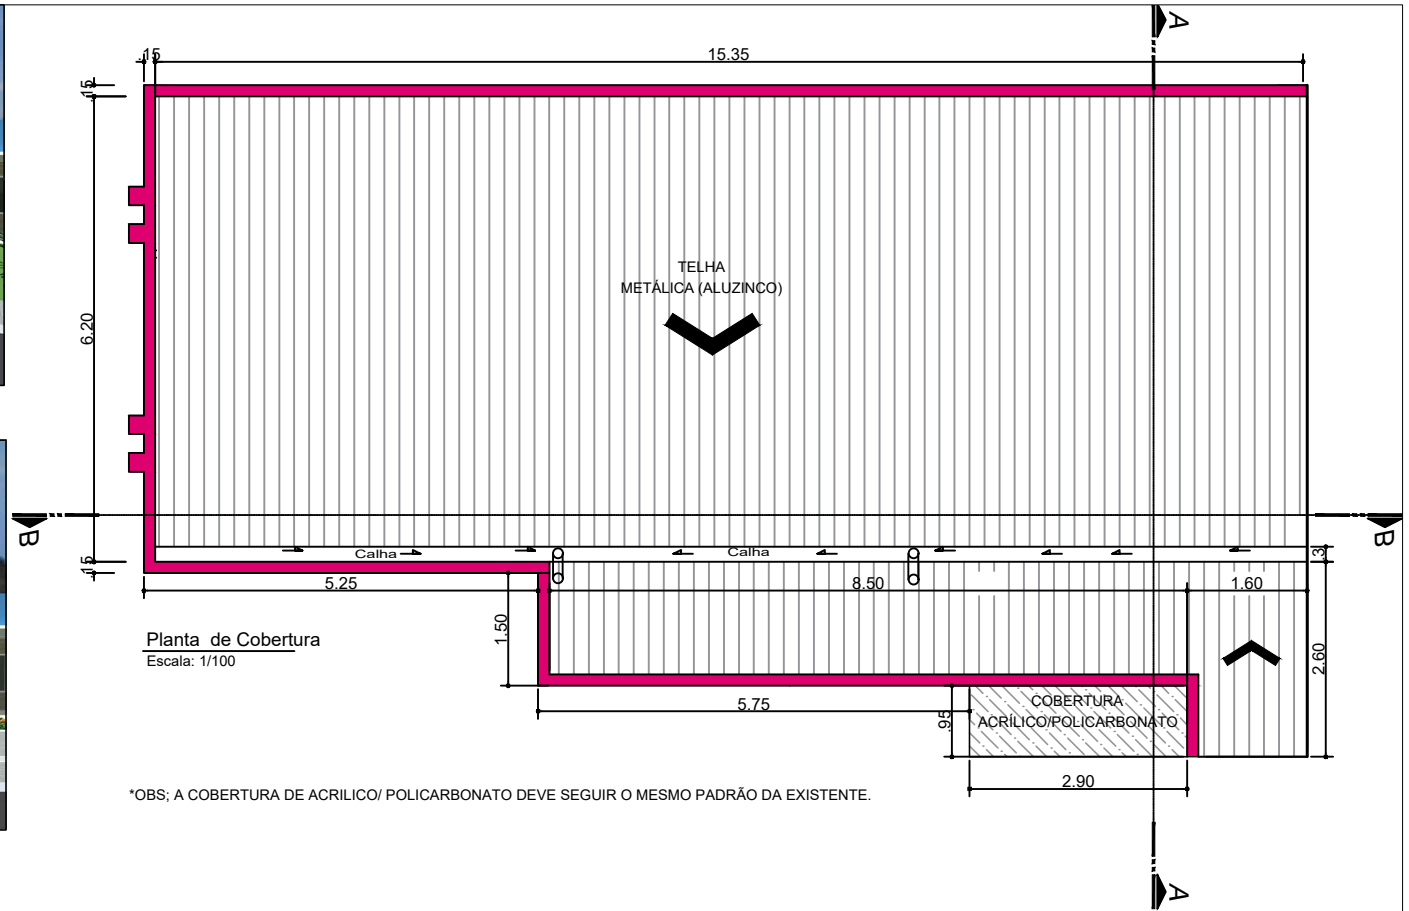 A
.15
15.35
.15
TELHA
METÁLICA (ALUZINCO)
6.20
B
B
Calha
Calha
.3
.15
5.25
8.50
1.60
1.50
2.60
Planta de Cobertura
Escala: 1/100
5.75
.95
COBERTURA
ACRÍLICO/POLICARBONATO
2.90
*OBS; A COBERTURA DE ACRILICO/ POLICARBONATO DEVE SEGUIR O MESMO PADRÃO DA EXISTENTE.
A